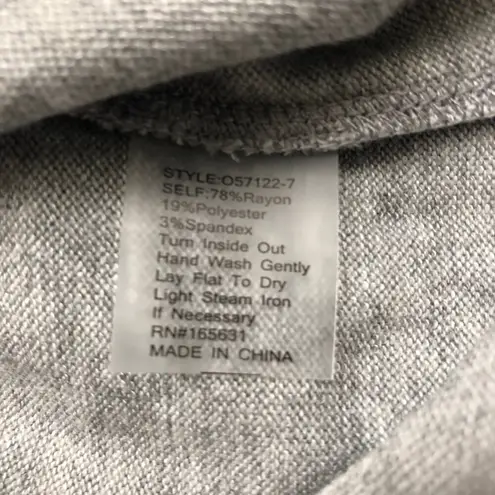 STYLE:O57122-7
SELF:78%Rayon
19%Polyester
3%Spandex
Turn Inside Out
Hand Wash Gently
Lay Flat To Dry
Light Steam Iron
If Necessary
RN#165631
MADE IN CHINA